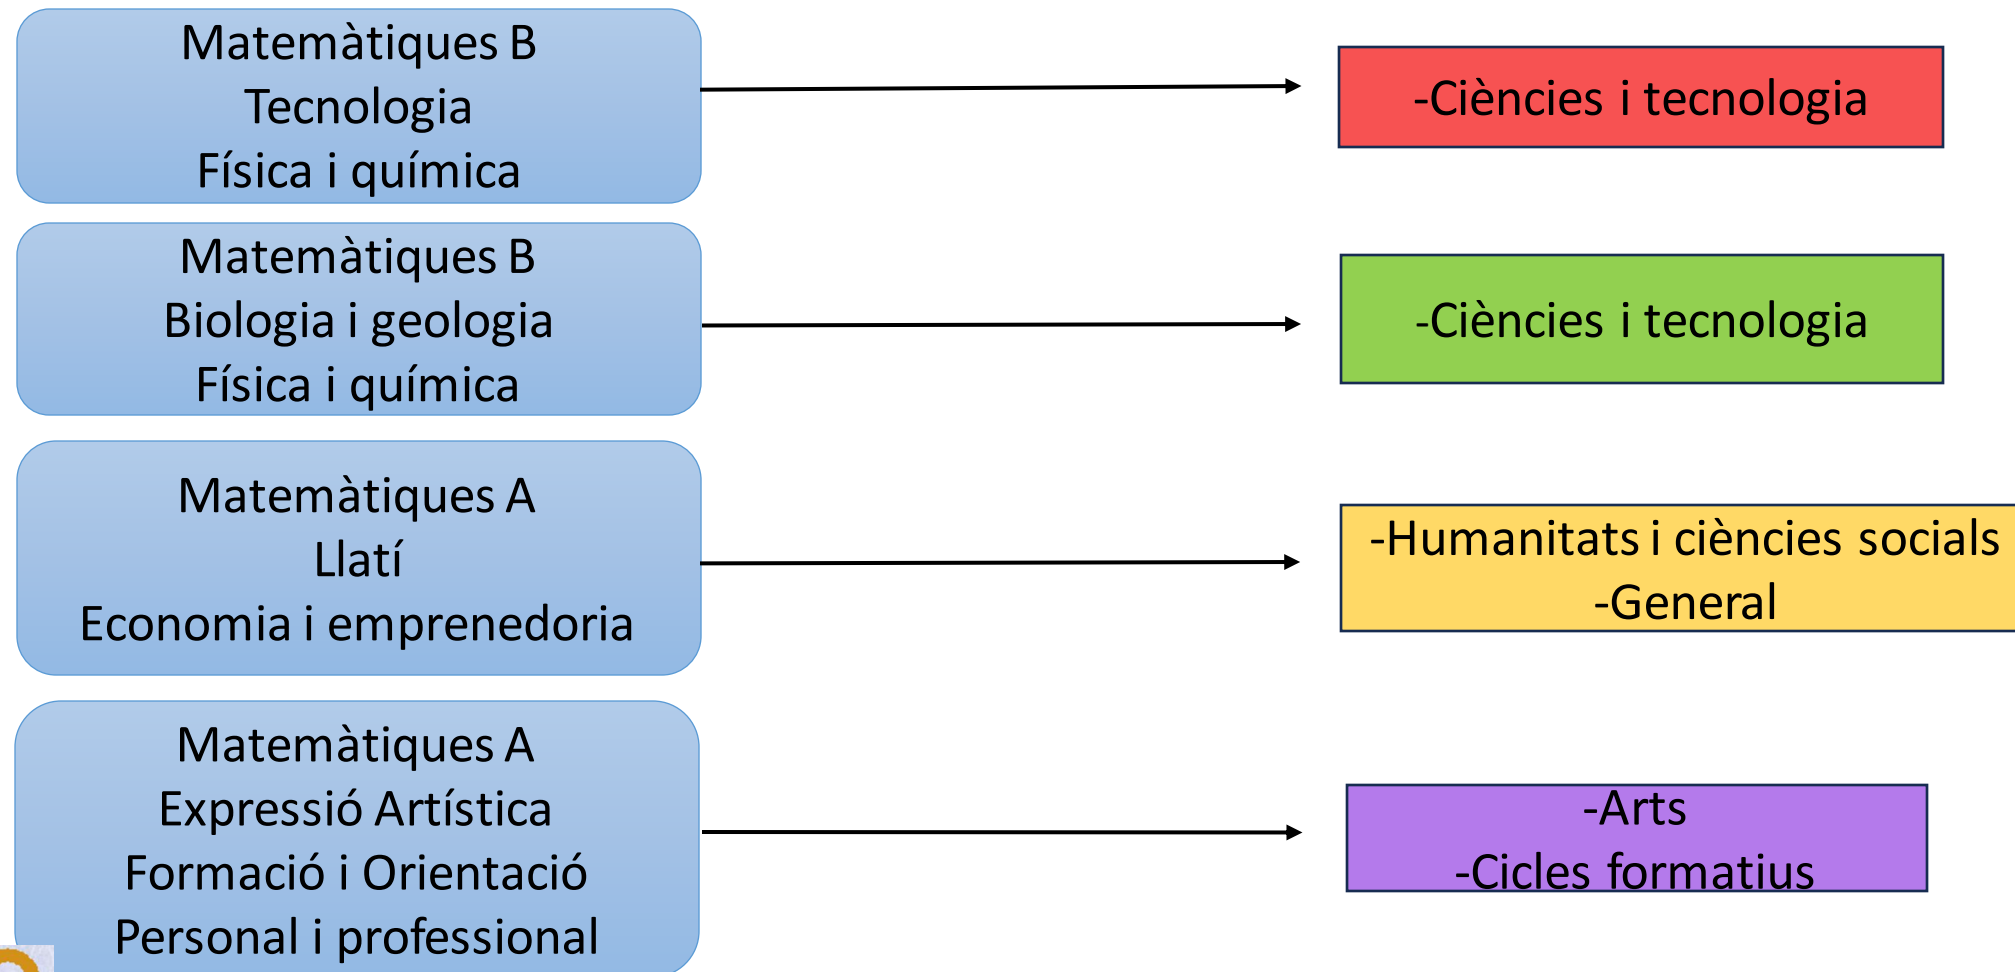 Matemàtiques B
Tecnologia
Física i química
-Ciències i tecnologia
Matemàtiques B
Biologia i geologia
Física i química
-Ciències i tecnologia
Matemàtiques A
Llatí
Economia i emprenedoria
-Humanitats i ciències socials
-General
Matemàtiques A
Expressió Artística
Formació i Orientació
Personal i professional
-Arts
-Cicles formatius